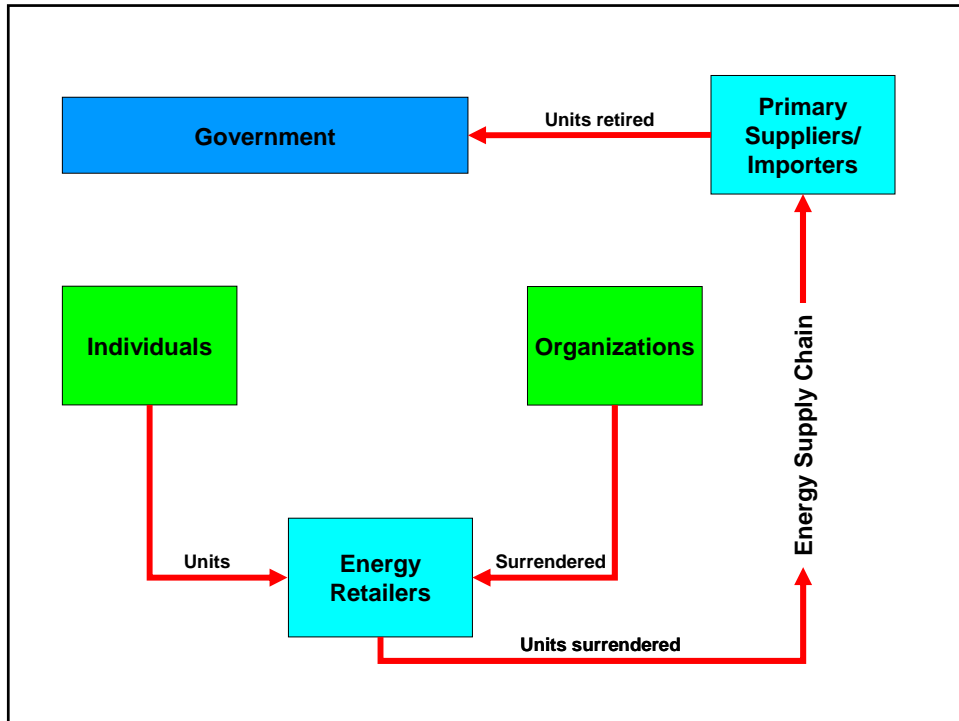 Government
Units retired
Primary
Suppliers/
Importers
Individuals
Organizations
Energy Supply Chain
Units
Energy
Retailers
Surrendered
Units surrendered